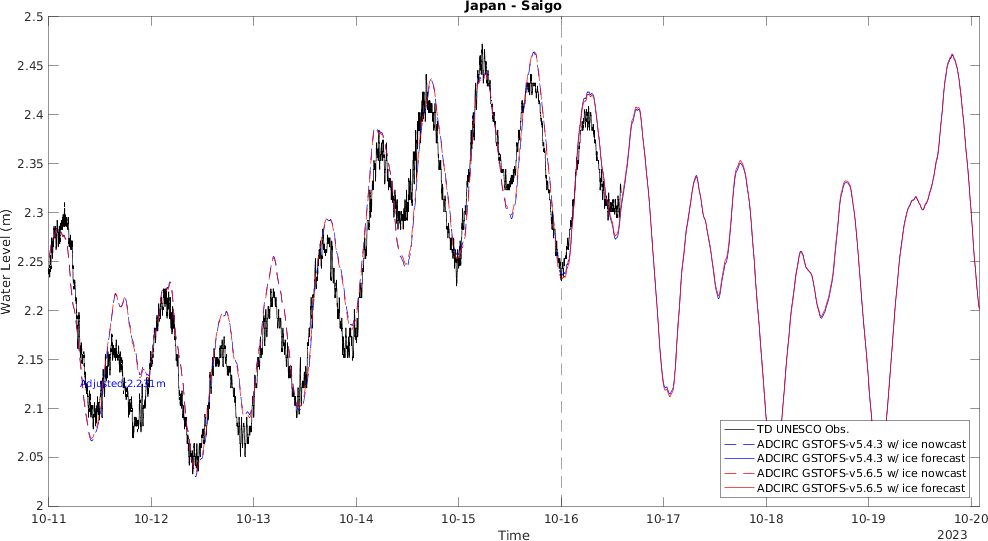 Japan - Saigo
2.5
2.45
2.4
2.35
2.3
2.25
2.2
2.15
2.1
2.05
2
Water Level (m)
Adjusted:2.231m
TD UNESCO Obs.
ADCIRC GSTOFS-v5.4.3 w/ ice nowcast
ADCIRC GSTOFS-v5.4.3 w/ ice forecast
ADCIRC GSTOFS-v5.6.5 w/ ice nowcast
ADCIRC GSTOFS-v5.6.5 w/ ice forecast
10-11 10-12 10-13 10-14 10-15 10-16 10-17 10-18 10-19 10-20
Time
2023